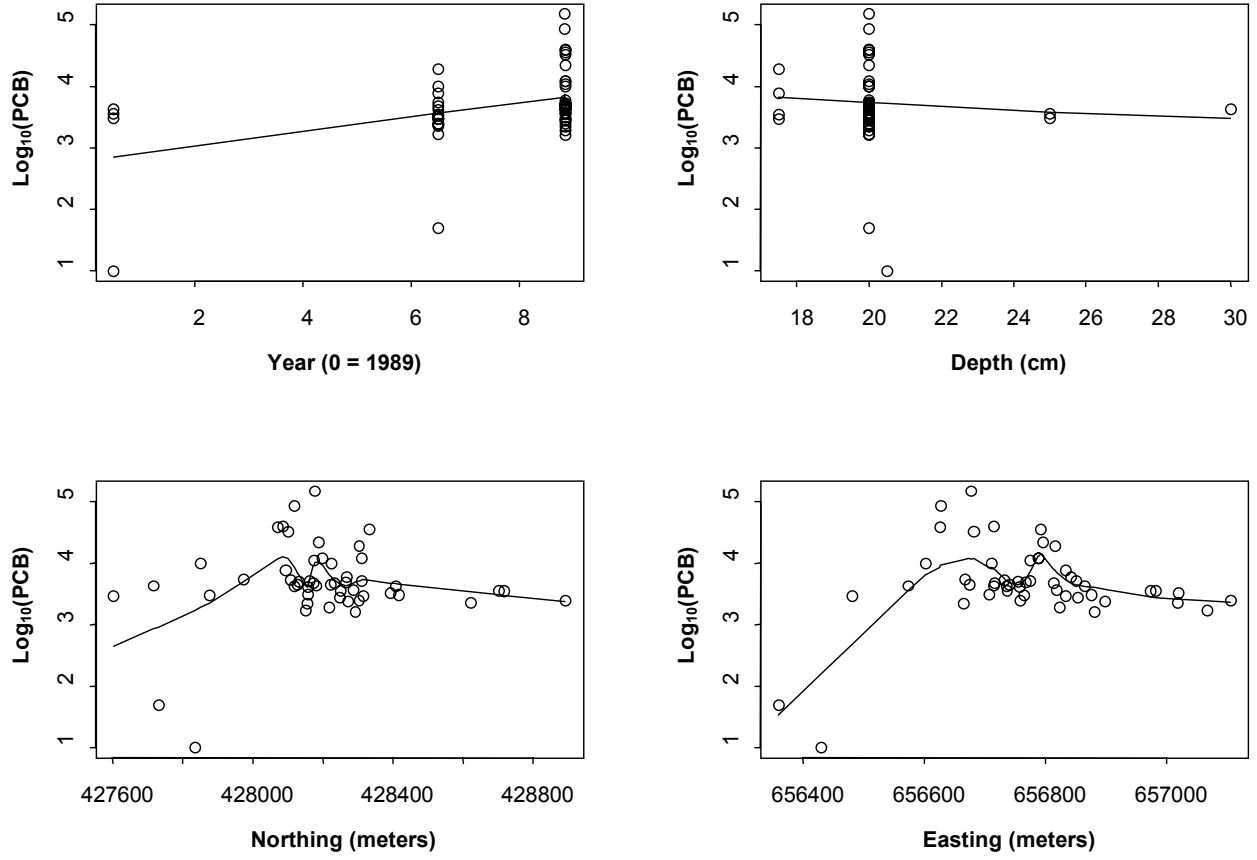 5
4
3
2
1
Log₁₀(PCB)
2 4 6 8
Year (0 = 1989)
5
4
3
2
1
Log₁₀(PCB)
18 20 22 24 26 28 30
Depth (cm)
5
4
3
2
1
Log₁₀(PCB)
427600 428000 428400 428800
Northing (meters)
5
4
3
2
1
Log₁₀(PCB)
656400 656600 656800 657000
Easting (meters)